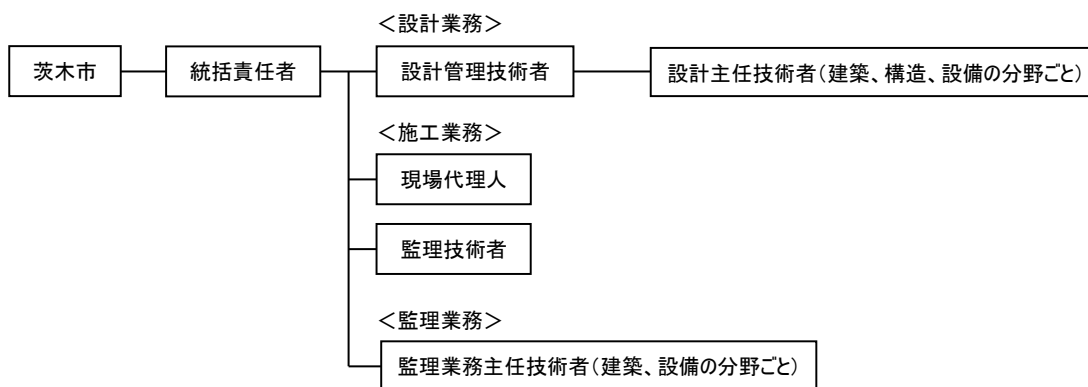 ＜設計業務＞
茨木市
統括責任者
設計管理技術者
設計主任技術者(建築、構造、設備の分野ごと)
＜施工業務＞
現場代理人
監理技術者
＜監理業務＞
監理業務主任技術者(建築、設備の分野ごと)